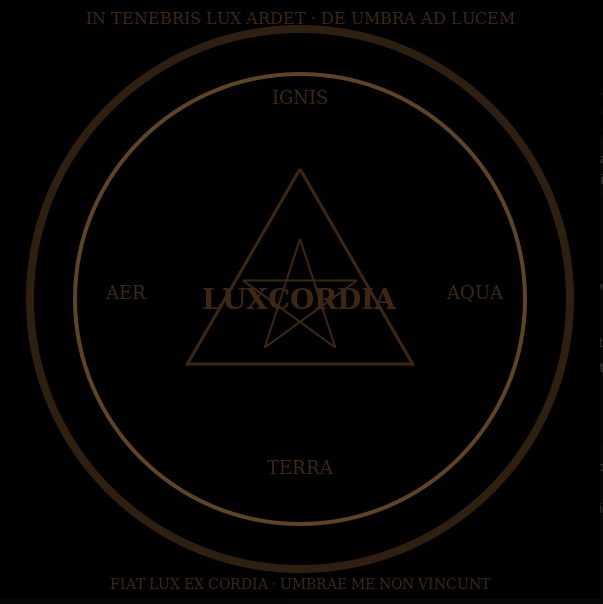 IN TENEBRIS LUX ARDET · DE UMBRA AD LUCEM
IGNIS
AER
LUXCORDIA
AQUA
TERRA
FIAT LUX EX CORDIA · UMBRAE ME NON VINCUNT